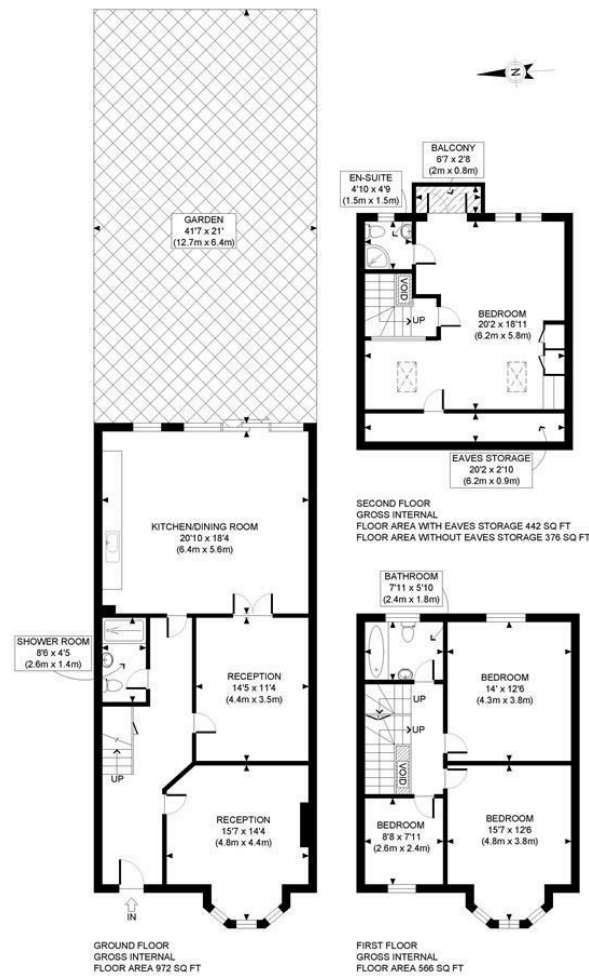 N
GARDEN
41'7 x 21'
(12.7m x 6.4m)
KITCHEN/DINING ROOM
20'10 x 18'4
(6.4m x 5.6m)
SHOWER ROOM
8'6 x 4'5
(2.6m x 1.4m)
RECEPTION
14'5 x 11'4
(4.4m x 3.5m)
UP
RECEPTION
15'7 x 14'4
(4.8m x 4.4m)
IN
GROUND FLOOR
GROSS INTERNAL
FLOOR AREA 972 SQ FT
BALCONY
6'7 x 2'8
(2m x 0.8m)
EN-SUITE
4'10 x 4'9
(1.5m x 1.5m)
VOID
UP
BEDROOM
20'2 x 18'11
(6.2m x 5.8m)
EAVES STORAGE
20'2 x 2'10
(6.2m x 0.9m)
SECOND FLOOR
GROSS INTERNAL
FLOOR AREA WITH EAVES STORAGE 442 SQ FT
FLOOR AREA WITHOUT EAVES STORAGE 376 SQ FT
BATHROOM
7'11 x 5'10
(2.4m x 1.8m)
BEDROOM
14' x 12'6
(4.3m x 3.8m)
UP
UP
VOID
BEDROOM
8'8 x 7'11
(2.6m x 2.4m)
BEDROOM
15'7 x 12'6
(4.8m x 3.8m)
FIRST FLOOR
GROSS INTERNAL
FLOOR AREA 566 SQ FT